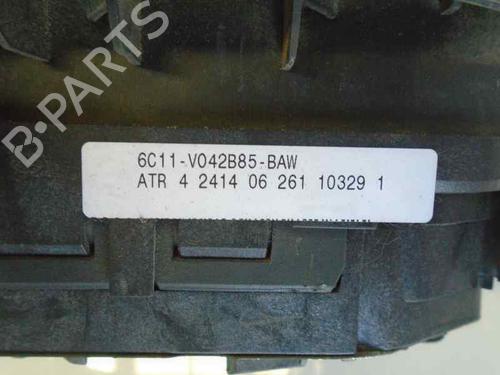 B-PARTS
6C11-V042B85-BAW
ATR 4 2414 06 261 10329 1